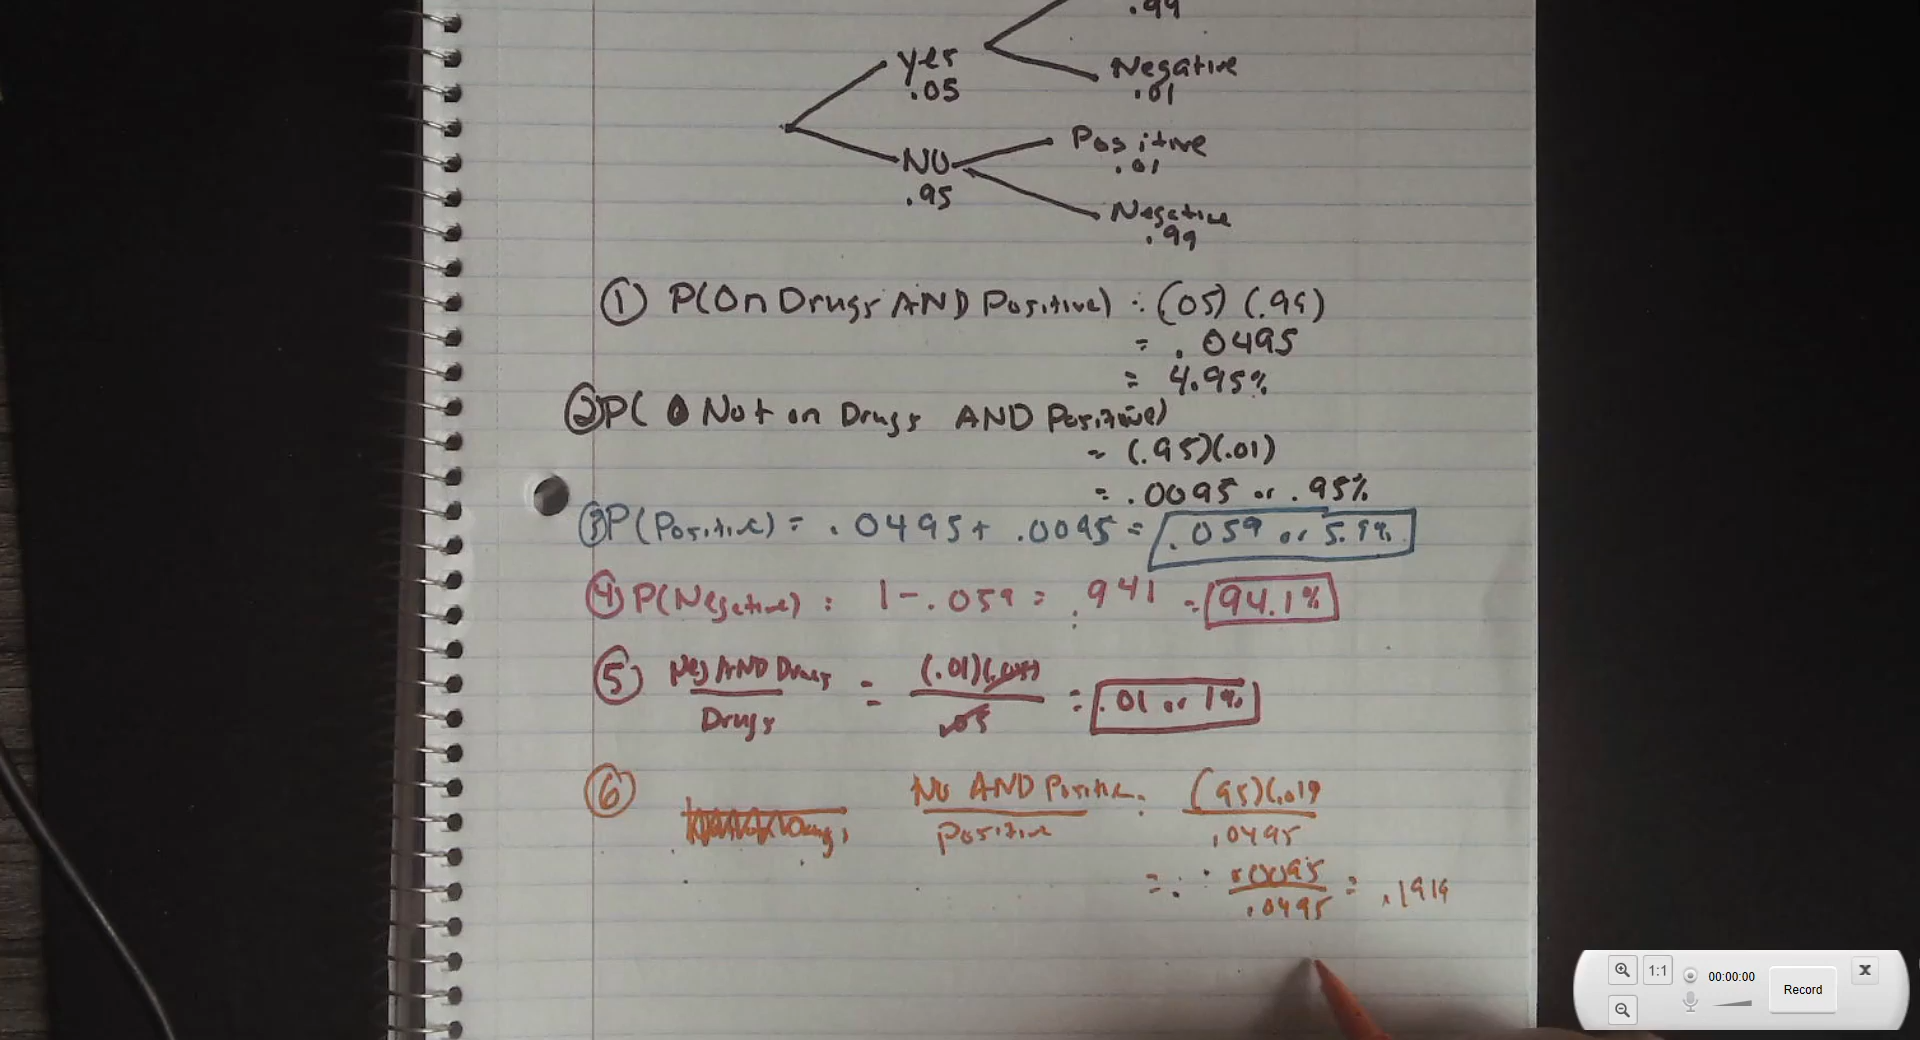 .99
yes
.05
Negative
.01
Positive
.01
NO
.95
Negative
.99
① P(On Drugs AND Positive) : (.05) (.99)
= .0495
= 4.95%
② P( Not on Drugs AND Positive)
= (.95)(.01)
= .0095 or .95%
③ P(Positive) = .0495 + .0095 = .059 or 5.9%
④ P(Negative) : 1 - .059 = .941 = 94.1%
⑤ Neg AND Drugs = (.01)(.05) = .01 or 1%
Drugs .05
⑥ No AND Positive : (.95)(.01)
Positive .0495
= .0095 = .1919
.0495
1:1
00:00:00
Record
X